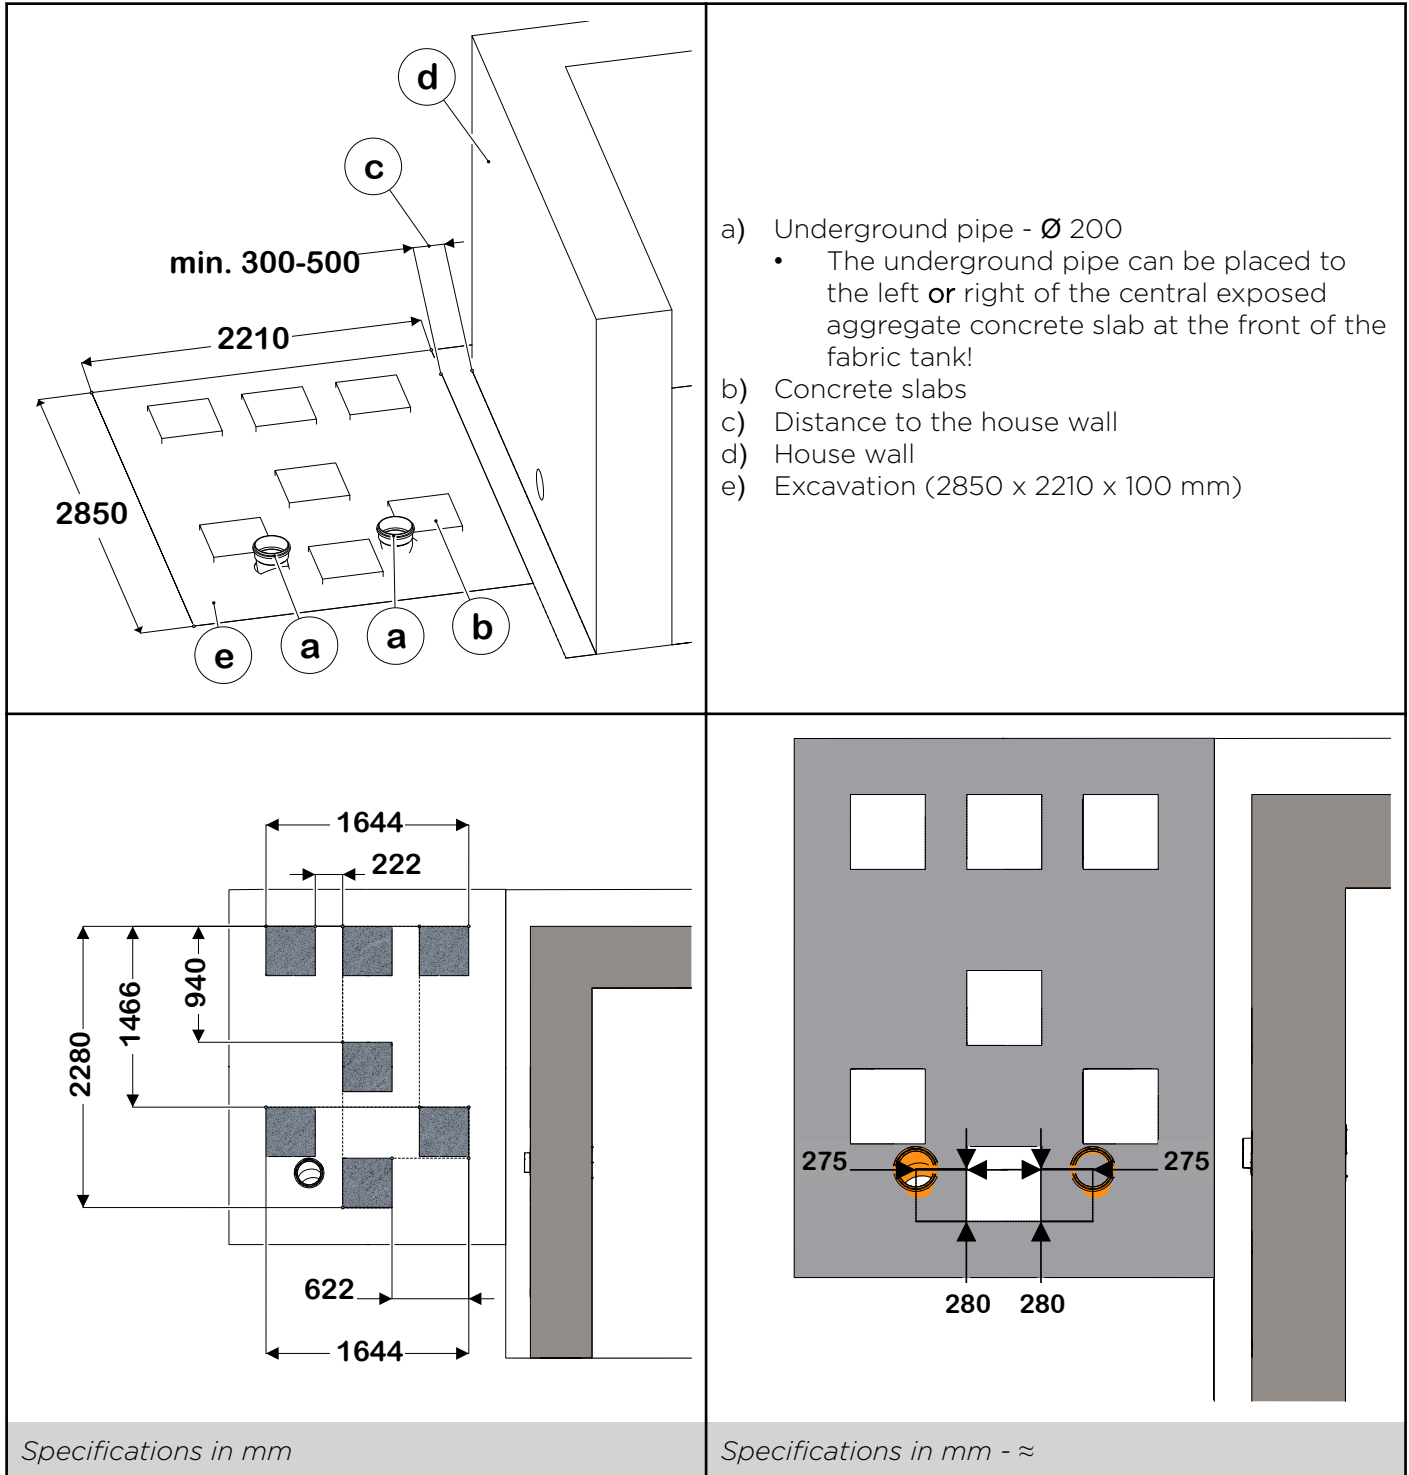 d
c
min. 300-500
2210
2850
e
a
a
b
a) Underground pipe - Ø 200
• The underground pipe can be placed to
the left or right of the central exposed
aggregate concrete slab at the front of the
fabric tank!
b) Concrete slabs
c) Distance to the house wall
d) House wall
e) Excavation (2850 x 2210 x 100 mm)
1644
222
940
1466
2280
622
1644
Specifications in mm
275
275
280 280
Specifications in mm - ≈